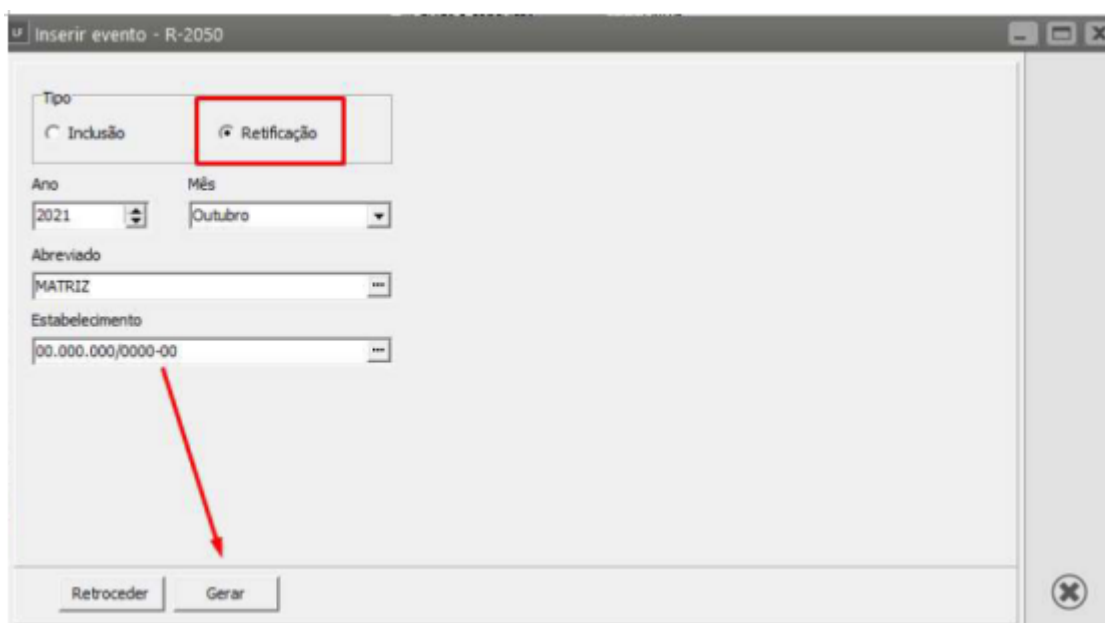 Inserir evento - R-2050
Tipo
Inclusão Retificação
Ano Mês
2021 Outubro
Abreviado
MATRIZ
Estabelecimento
00.000.000/0000-00
Retroceder Gerar